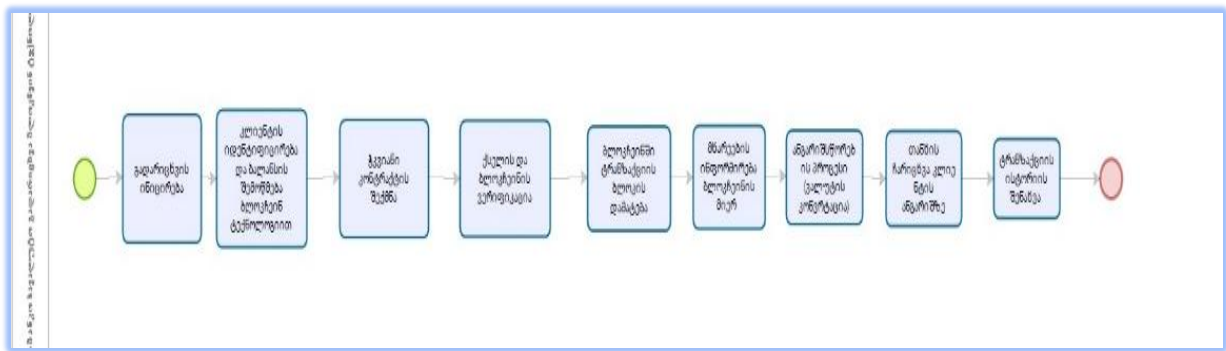 გადარიცხვის
ინიცირება
კლიენტის
იდენტიფიცირება
და ბალანსის
შემოწმება
ბლოკჩეინ
ტექნოლოგიით
ჭკვიანი
კონტრაქტის
შექმნა
ქსელის და
ბლოკჩეინის
ვერიფიკაცია
ბლოკჩეინში
ტრანზაქციის
ბლოკის
დამატება
მხარეების
ინფორმირება
ბლოკჩეინის
მიერ
ანგარიშსწორებ
ის პროცესი
(ვალუტის
კონვერტაცია)
თანხის
ჩარიცხვა კლიე
ნტის
ანგარიშზე
ტრანზაქციის
ისტორიის
შენახვა